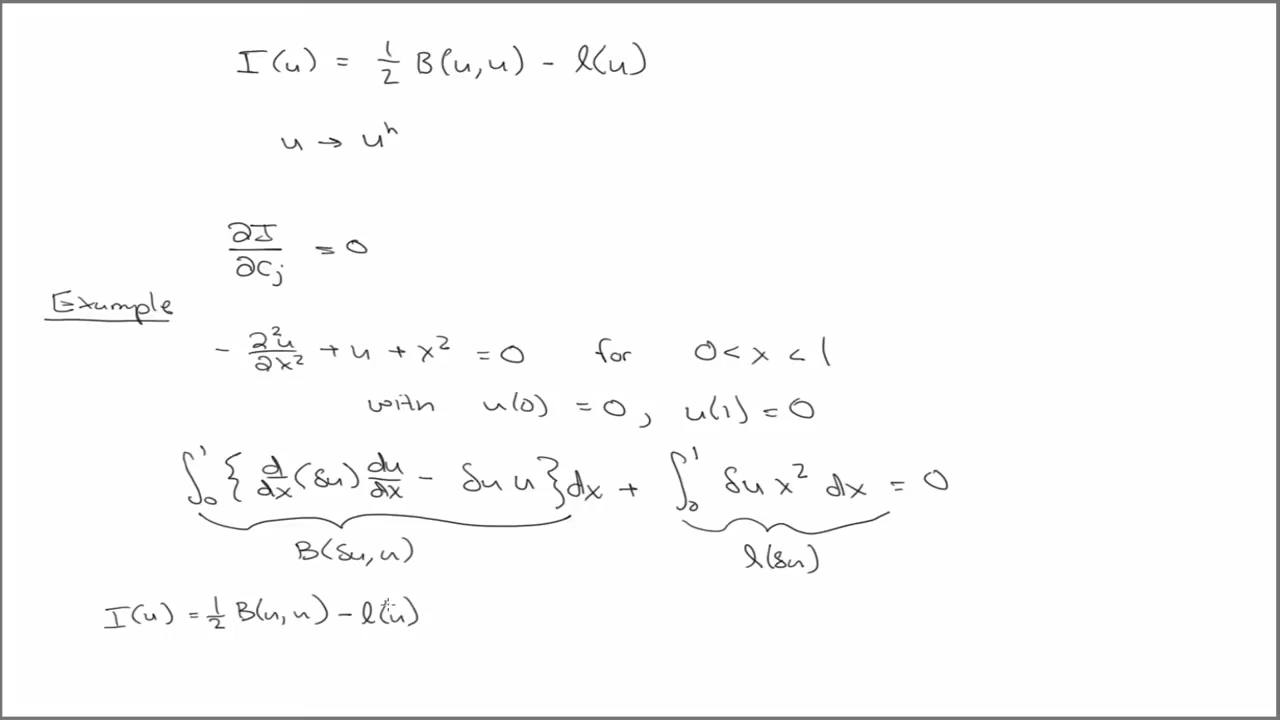 I(u) = 1/2 B(u,u) - l(u)
u → u^h
∂I/∂c_j = 0
Example
- ∂²u/∂x² + u + x² = 0 for 0 < x < 1
with u(0) = 0, u(1) = 0
∫₀¹ { d/dx (δu) du/dx - δu u } dx + ∫₀¹ δu x² dx = 0
B(δu, u) l(δu)
I(u) = 1/2 B(u,u) - l(u)